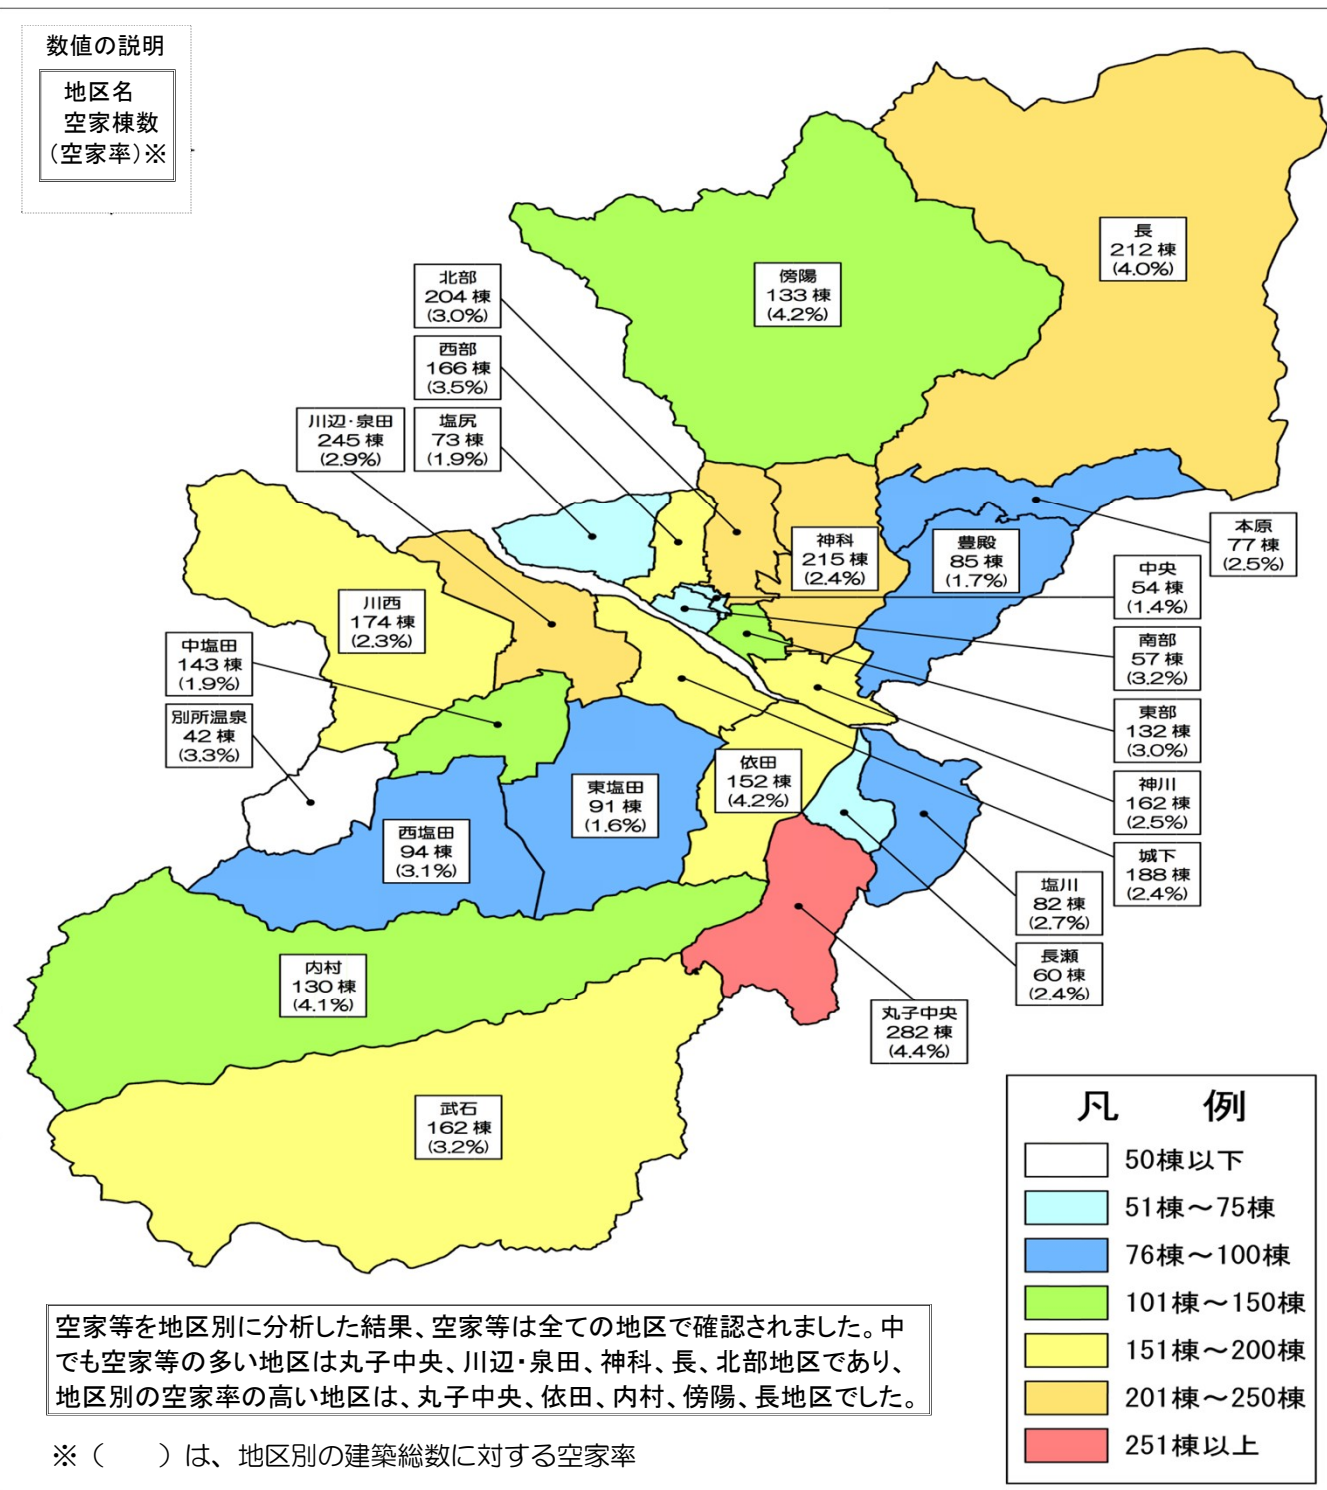 数値の説明
地区名
空家棟数
(空家率)※
長
212 棟
(4.0%)
傍陽
133 棟
(4.2%)
北部
204 棟
(3.0%)
西部
166 棟
(3.5%)
川辺・泉田
245 棟
(2.9%)
塩尻
73 棟
(1.9%)
本原
77 棟
(2.5%)
神科
215 棟
(2.4%)
豊殿
85 棟
(1.7%)
中央
54 棟
(1.4%)
川西
174 棟
(2.3%)
中塩田
143 棟
(1.9%)
南部
57 棟
(3.2%)
別所温泉
42 棟
(3.3%)
東部
132 棟
(3.0%)
依田
152 棟
(4.2%)
東塩田
91 棟
(1.6%)
神川
162 棟
(2.5%)
西塩田
94 棟
(3.1%)
城下
188 棟
(2.4%)
塩川
82 棟
(2.7%)
内村
130 棟
(4.1%)
長瀬
60 棟
(2.4%)
丸子中央
282 棟
(4.4%)
武石
162 棟
(3.2%)
凡 例
50棟以下
51棟～75棟
76棟～100棟
101棟～150棟
151棟～200棟
201棟～250棟
251棟以上
空家等を地区別に分析した結果、空家等は全ての地区で確認されました。中
でも空家等の多い地区は丸子中央、川辺・泉田、神科、長、北部地区であり、
地区別の空家率の高い地区は、丸子中央、依田、内村、傍陽、長地区でした。
※（　　）は、地区別の建築総数に対する空家率